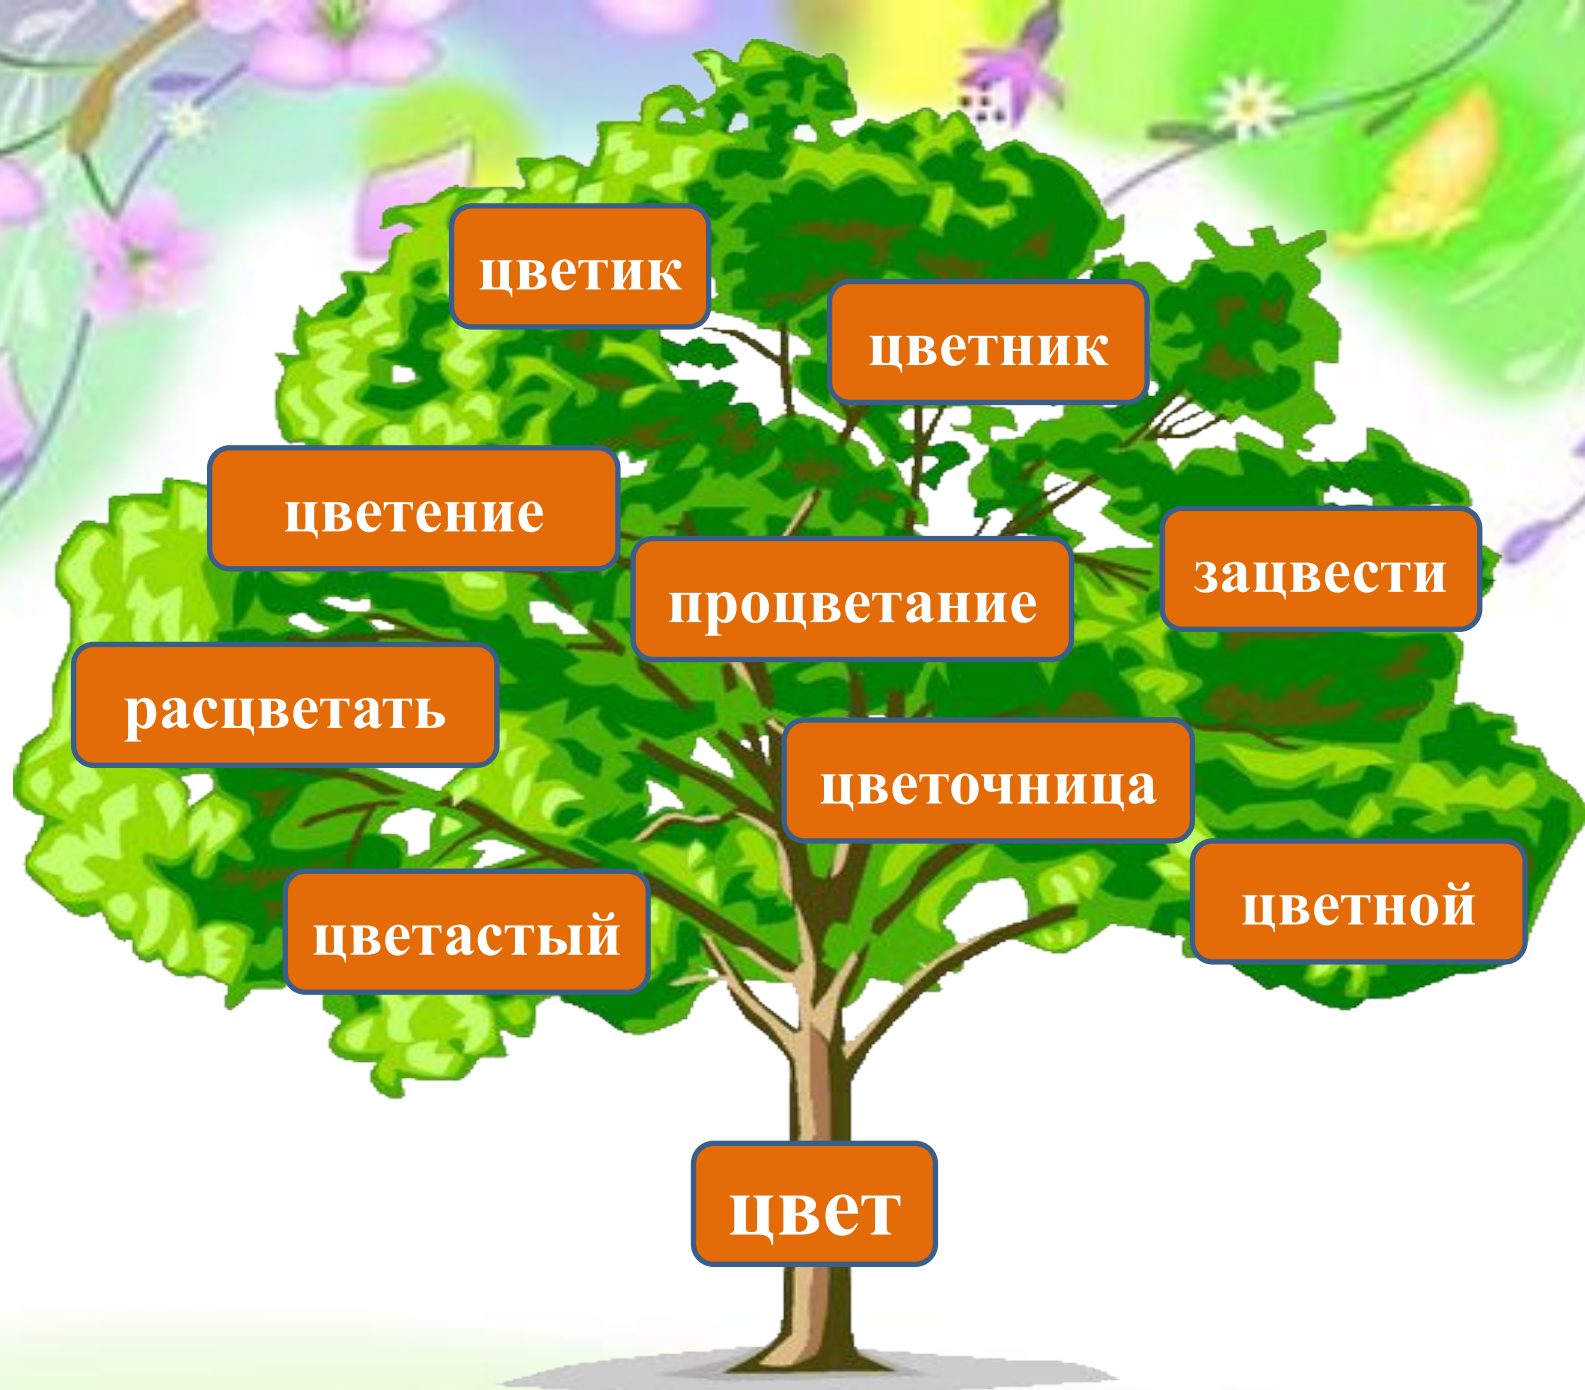 цветик
цветник
цветение
зацвести
процветание
расцветать
цветочница
цветной
цветастый
цвет